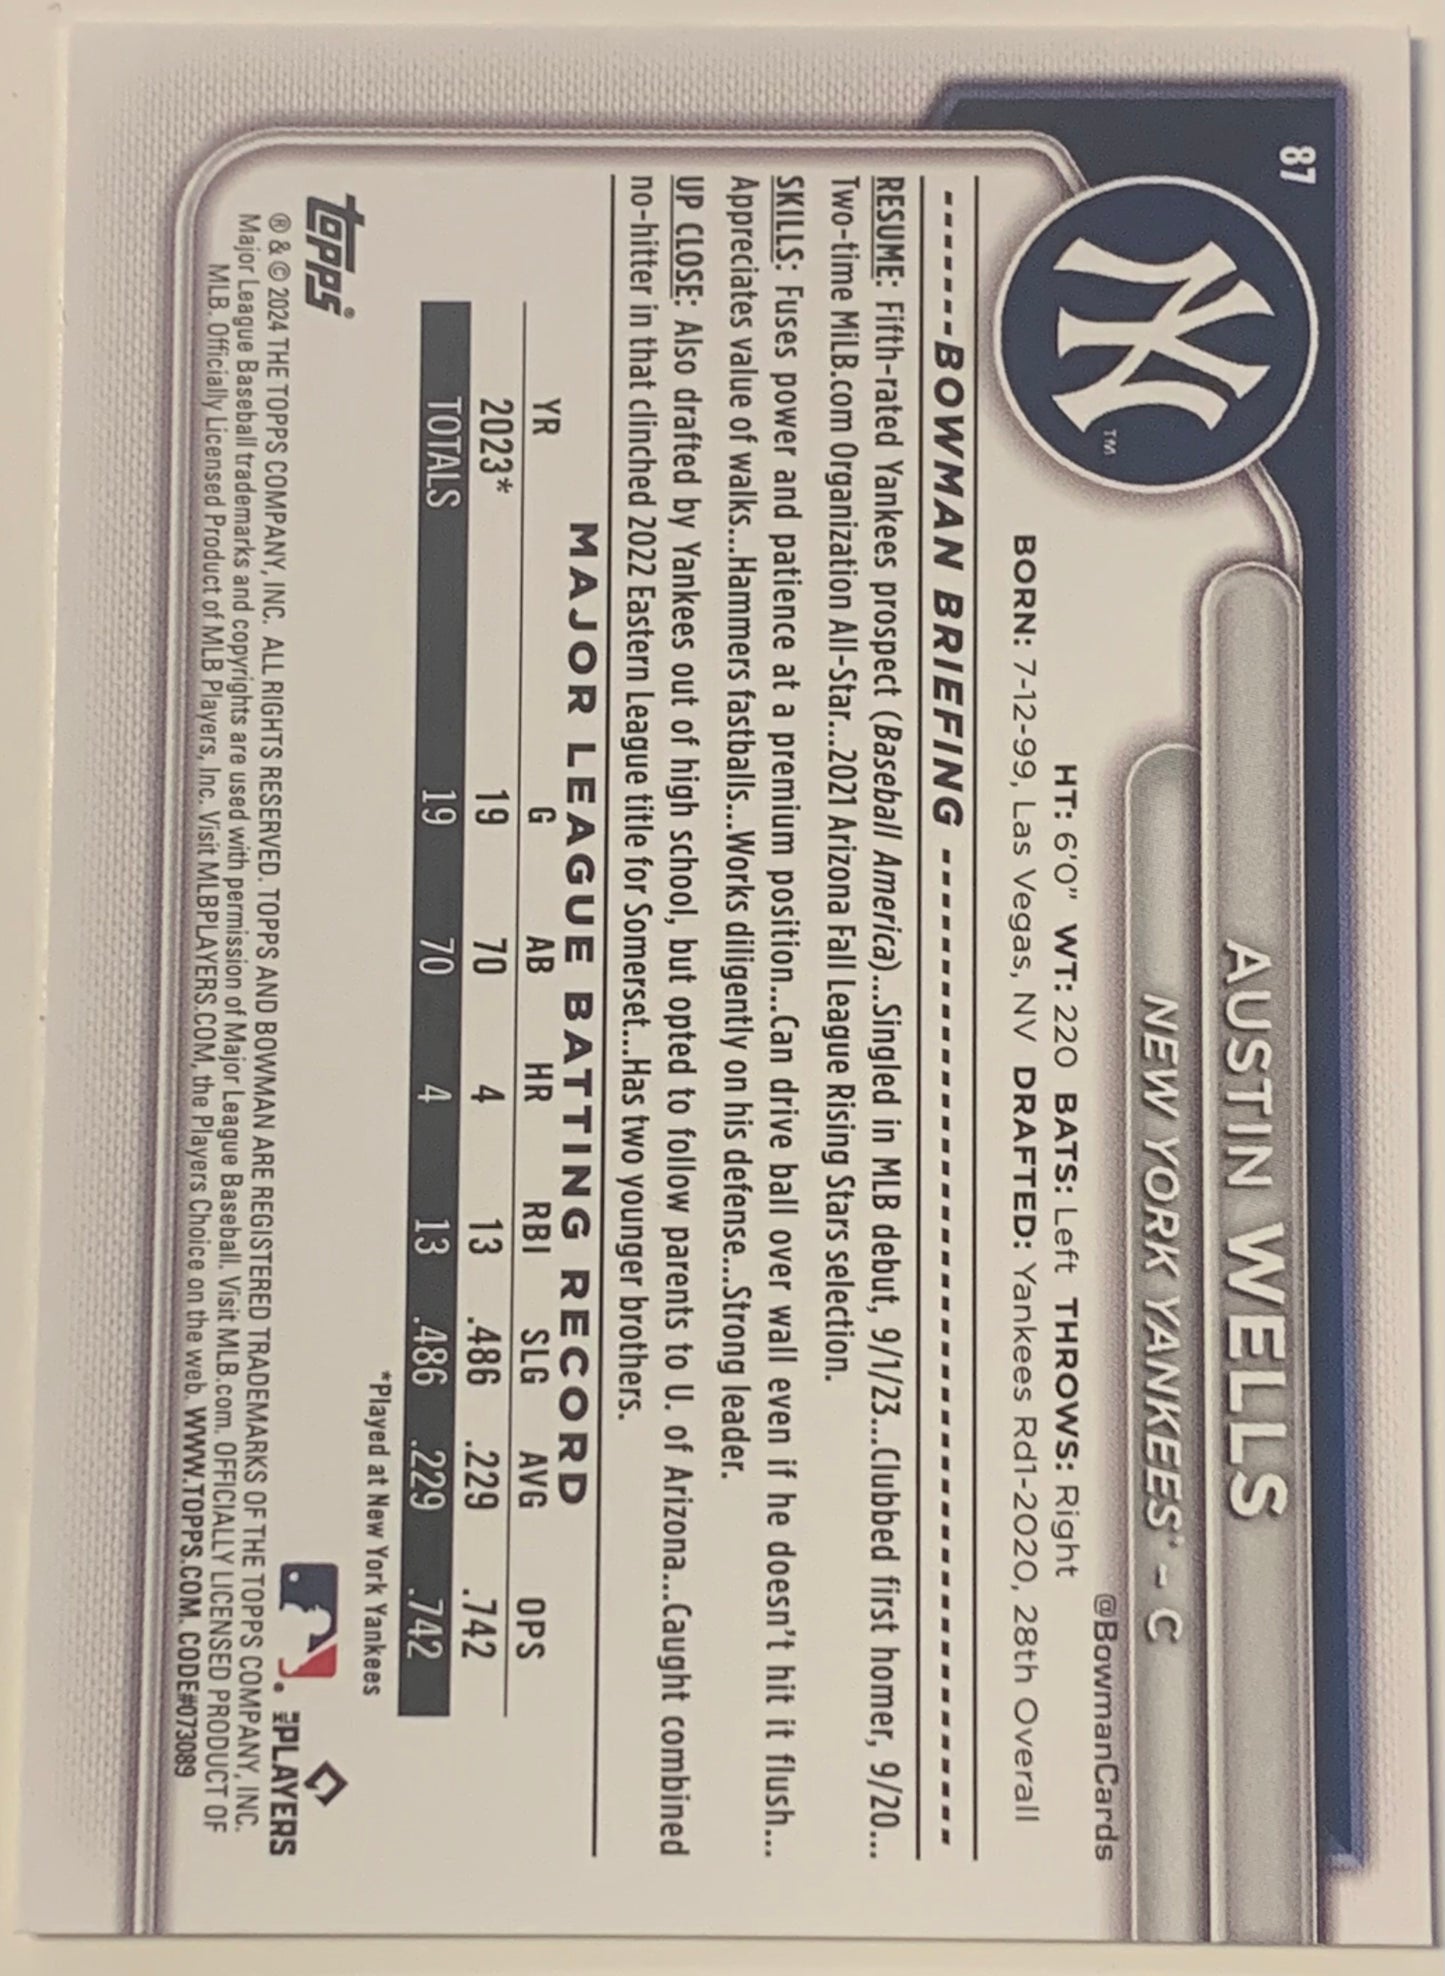 87
AUSTIN WELLS
NEW YORK YANKEES® - C
@BowmanCards
NY
™
HT: 6'0" WT: 220 BATS: Left THROWS: Right
BORN: 7-12-99, Las Vegas, NV DRAFTED: Yankees Rd1-2020, 28th Overall
------BOWMAN BRIEFING ------------------------------
RESUME: Fifth-rated Yankees prospect (Baseball America)....Singled in MLB debut, 9/1/23...Clubbed first homer, 9/20...
Two-time MiLB.com Organization All-Star...2021 Arizona Fall League Rising Stars selection.
SKILLS: Fuses power and patience at a premium position...Can drive ball over wall even if he doesn't hit it flush...
Appreciates value of walks...Hammers fastballs...Works diligently on his defense...Strong leader.
UP CLOSE: Also drafted by Yankees out of high school, but opted to follow parents to U. of Arizona...Caught combined
no-hitter in that clinched 2022 Eastern League title for Somerset...Has two younger brothers.
MAJOR LEAGUE BATTING RECORD
YR G AB HR RBI SLG AVG OPS
2023* 19 70 4 13 .486 .229 .742
TOTALS 19 70 4 13 .486 .229 .742
*Played at New York Yankees
topps®
THE PLAYERS
® & © 2024 THE TOPPS COMPANY, INC. ALL RIGHTS RESERVED. TOPPS AND BOWMAN ARE REGISTERED TRADEMARKS OF THE TOPPS COMPANY, INC.
Major League Baseball trademarks and copyrights are used with permission of Major League Baseball. Visit MLB.com. OFFICIALLY LICENSED PRODUCT OF
MLB. Officially Licensed Product of MLB Players, Inc. Visit MLBPLAYERS.COM, the Players Choice on the web. WWW.TOPPS.COM. CODE#073089